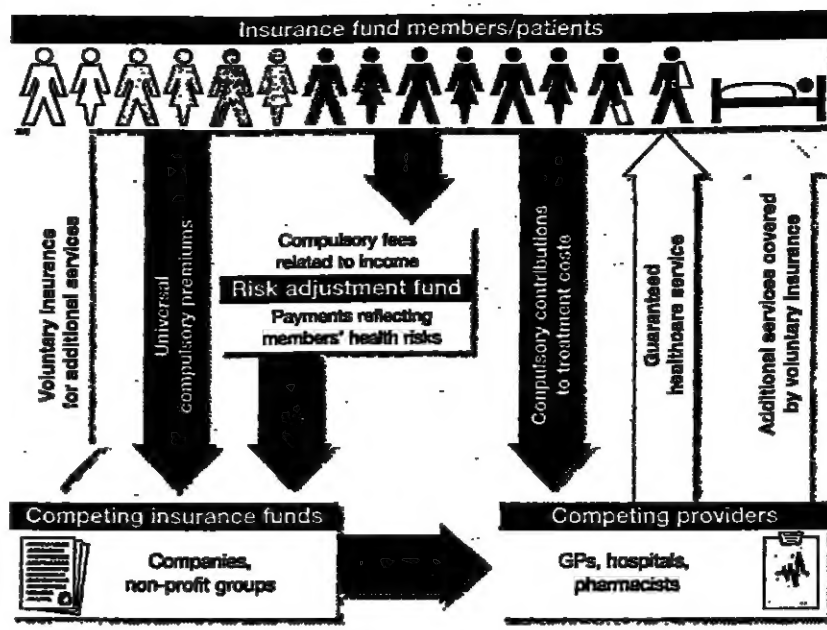 Insurance fund members/patients
Voluntary insurance
for additional services
Universal
compulsory premiums
Compulsory fees
related to income
Risk adjustment fund
Payments reflecting
members' health risks
Compulsory contributions
to treatment costs
Guaranteed
healthcare service
Additional services covered
by voluntary insurance
Competing insurance funds
Companies,
non-profit groups
Competing providers
GPs, hospitals,
pharmacists